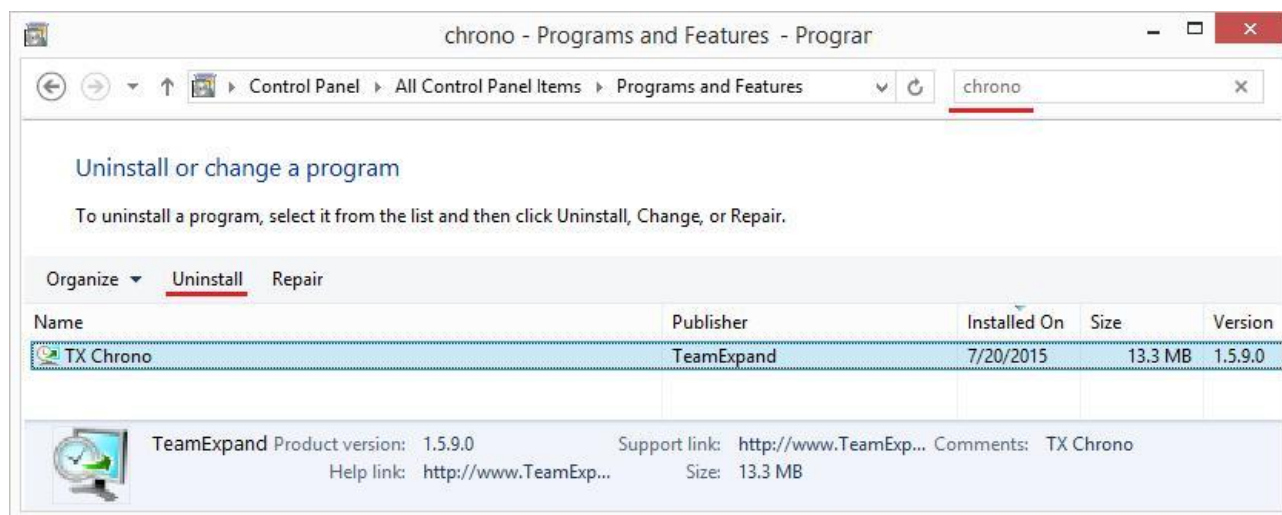 chrono - Programs and Features - Progran
Control Panel All Control Panel Items Programs and Features chrono
Uninstall or change a program
To uninstall a program, select it from the list and then click Uninstall, Change, or Repair.
Organize Uninstall Repair
Name Publisher Installed On Size Version
TX Chrono TeamExpand 7/20/2015 13.3 MB 1.5.9.0
TeamExpand Product version: 1.5.9.0 Support link: http://www.TeamExp... Comments: TX Chrono
Help link: http://www.TeamExp... Size: 13.3 MB